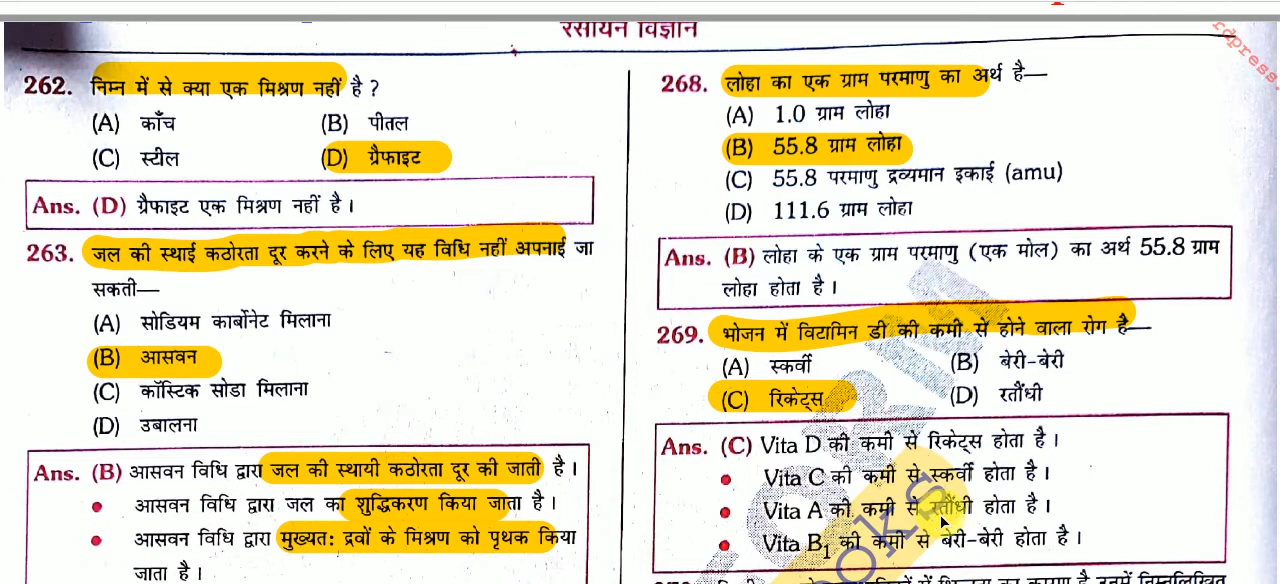 रसायन विज्ञान
rdpress.
262. निम्न में से क्या एक मिश्रण नहीं है ?
(A) काँच (B) पीतल
(C) स्टील (D) ग्रैफाइट
Ans. (D) ग्रैफाइट एक मिश्रण नहीं है।
263. जल की स्थाई कठोरता दूर करने के लिए यह विधि नहीं अपनाई जा
सकती—
(A) सोडियम कार्बोनेट मिलाना
(B) आसवन
(C) कॉस्टिक सोडा मिलाना
(D) उबालना
Ans. (B) आसवन विधि द्वारा जल की स्थायी कठोरता दूर की जाती है।
• आसवन विधि द्वारा जल का शुद्धिकरण किया जाता है।
• आसवन विधि द्वारा मुख्यत: द्रवों के मिश्रण को पृथक किया
जाता है।
268. लोहा का एक ग्राम परमाणु का अर्थ है—
(A) 1.0 ग्राम लोहा
(B) 55.8 ग्राम लोहा
(C) 55.8 परमाणु द्रव्यमान इकाई (amu)
(D) 111.6 ग्राम लोहा
Ans. (B) लोहा के एक ग्राम परमाणु (एक मोल) का अर्थ 55.8 ग्राम
लोहा होता है।
269. भोजन में विटामिन डी की कमी से होने वाला रोग है—
(A) स्कर्वी (B) बेरी-बेरी
(C) रिकेट्स (D) रतौंधी
Ans. (C) Vita D की कमी से रिकेट्स होता है।
• Vita C की कमी से स्कर्वी होता है।
• Vita A की कमी से रतौंधी होता है।
• Vita B1 की कमी से बेरी-बेरी होता है।